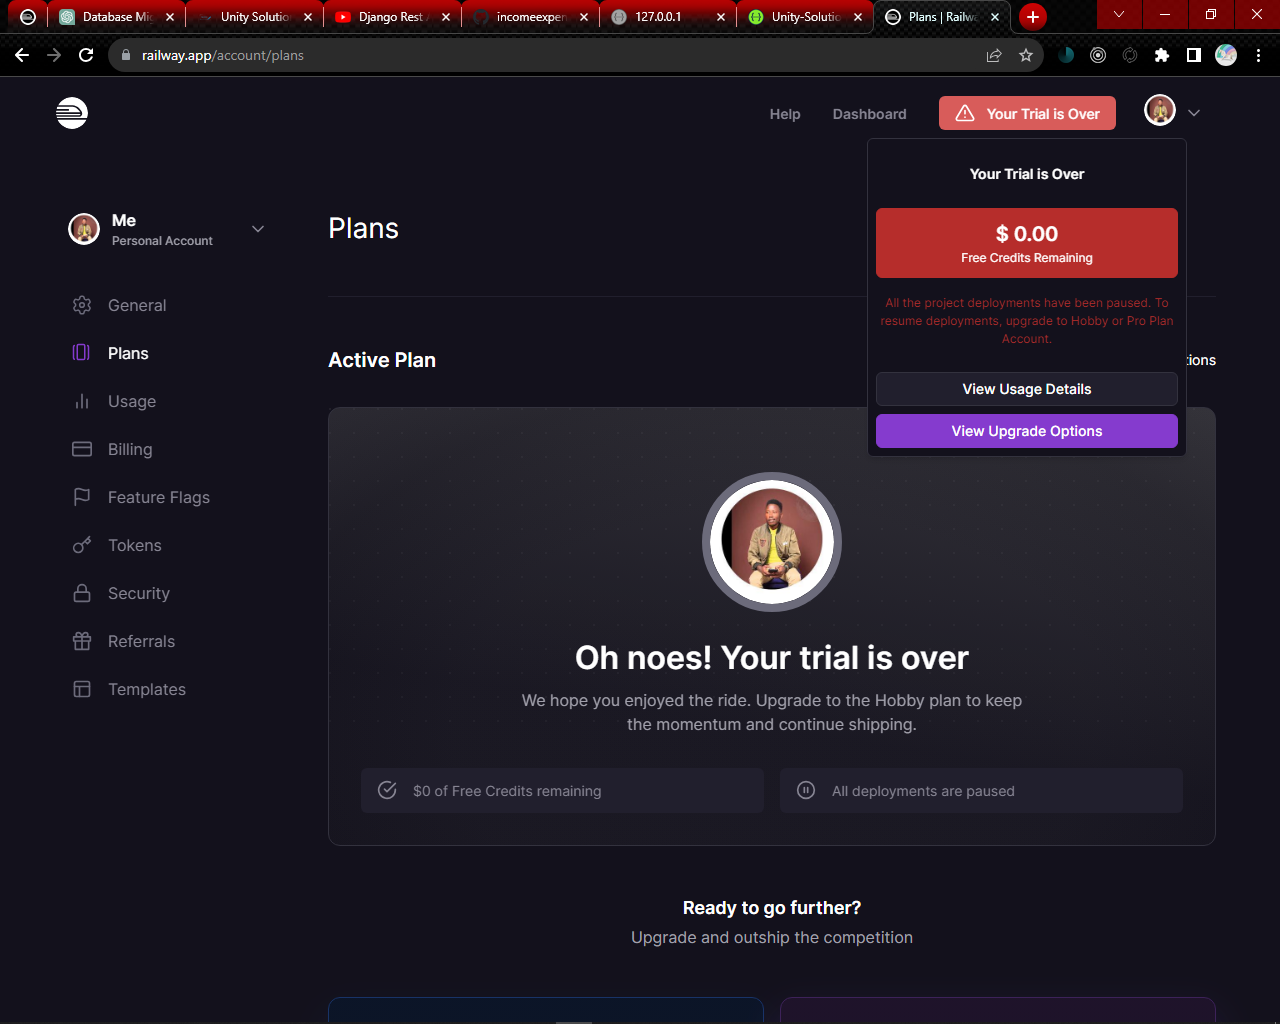 Database Mig
Unity Solution
Django Rest
incomeexpen
127.0.0.1
Unity-Solutio
Plans | Railw
railway.app/account/plans
Help
Dashboard
Your Trial is Over
Your Trial is Over
$ 0.00
Free Credits Remaining
All the project deployments have been paused. To
resume deployments, upgrade to Hobby or Pro Plan
Account.
View Usage Details
View Upgrade Options
Me
Personal Account
General
Plans
Usage
Billing
Feature Flags
Tokens
Security
Referrals
Templates
Plans
Active Plan
tions
Oh noes! Your trial is over
We hope you enjoyed the ride. Upgrade to the Hobby plan to keep
the momentum and continue shipping.
$0 of Free Credits remaining
All deployments are paused
Ready to go further?
Upgrade and outship the competition